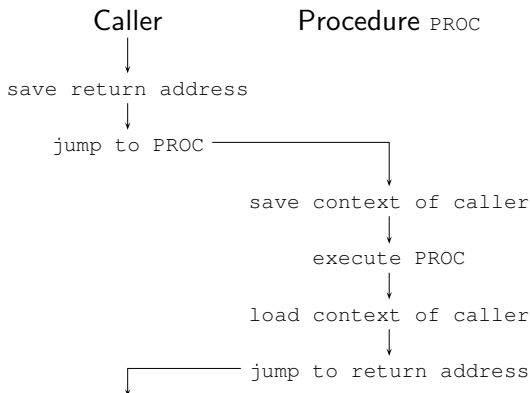 Caller
Procedure PROC
save return address
jump to PROC
save context of caller
execute PROC
load context of caller
jump to return address